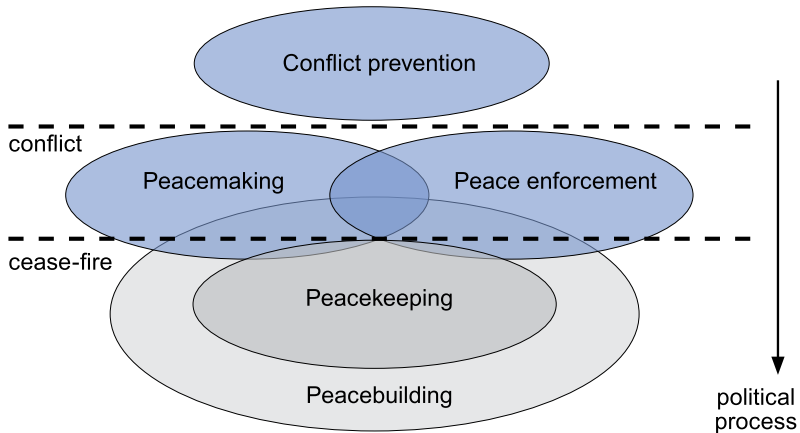 Conflict prevention
conflict
Peacemaking
Peace enforcement
cease-fire
Peacekeeping
Peacebuilding
political
process